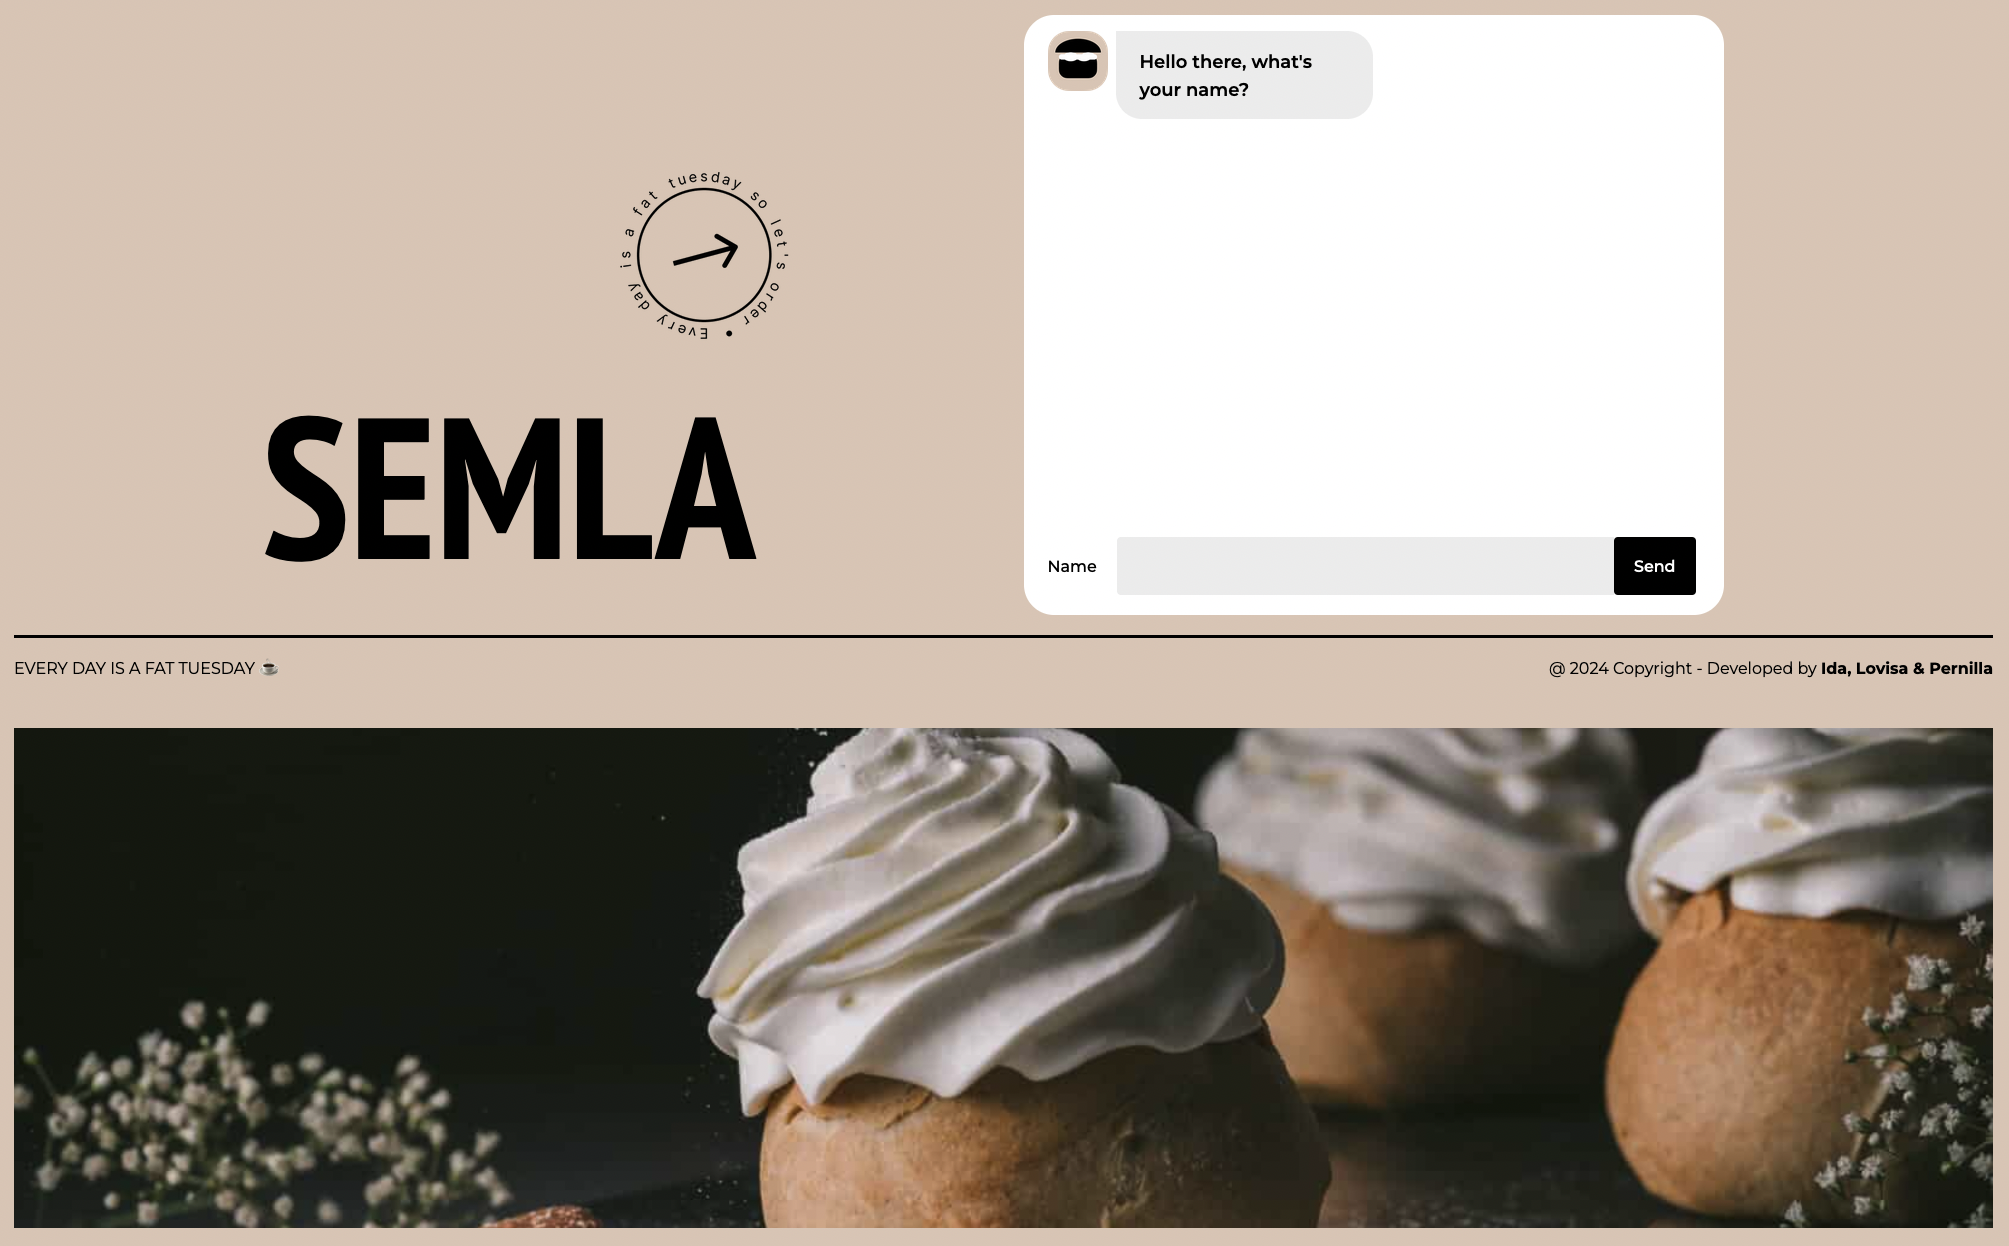 Every day is a fat tuesday so let's order •
SEMLA
Hello there, what's
your name?
Name
Send
EVERY DAY IS A FAT TUESDAY ☕
@ 2024 Copyright - Developed by Ida, Lovisa & Pernilla